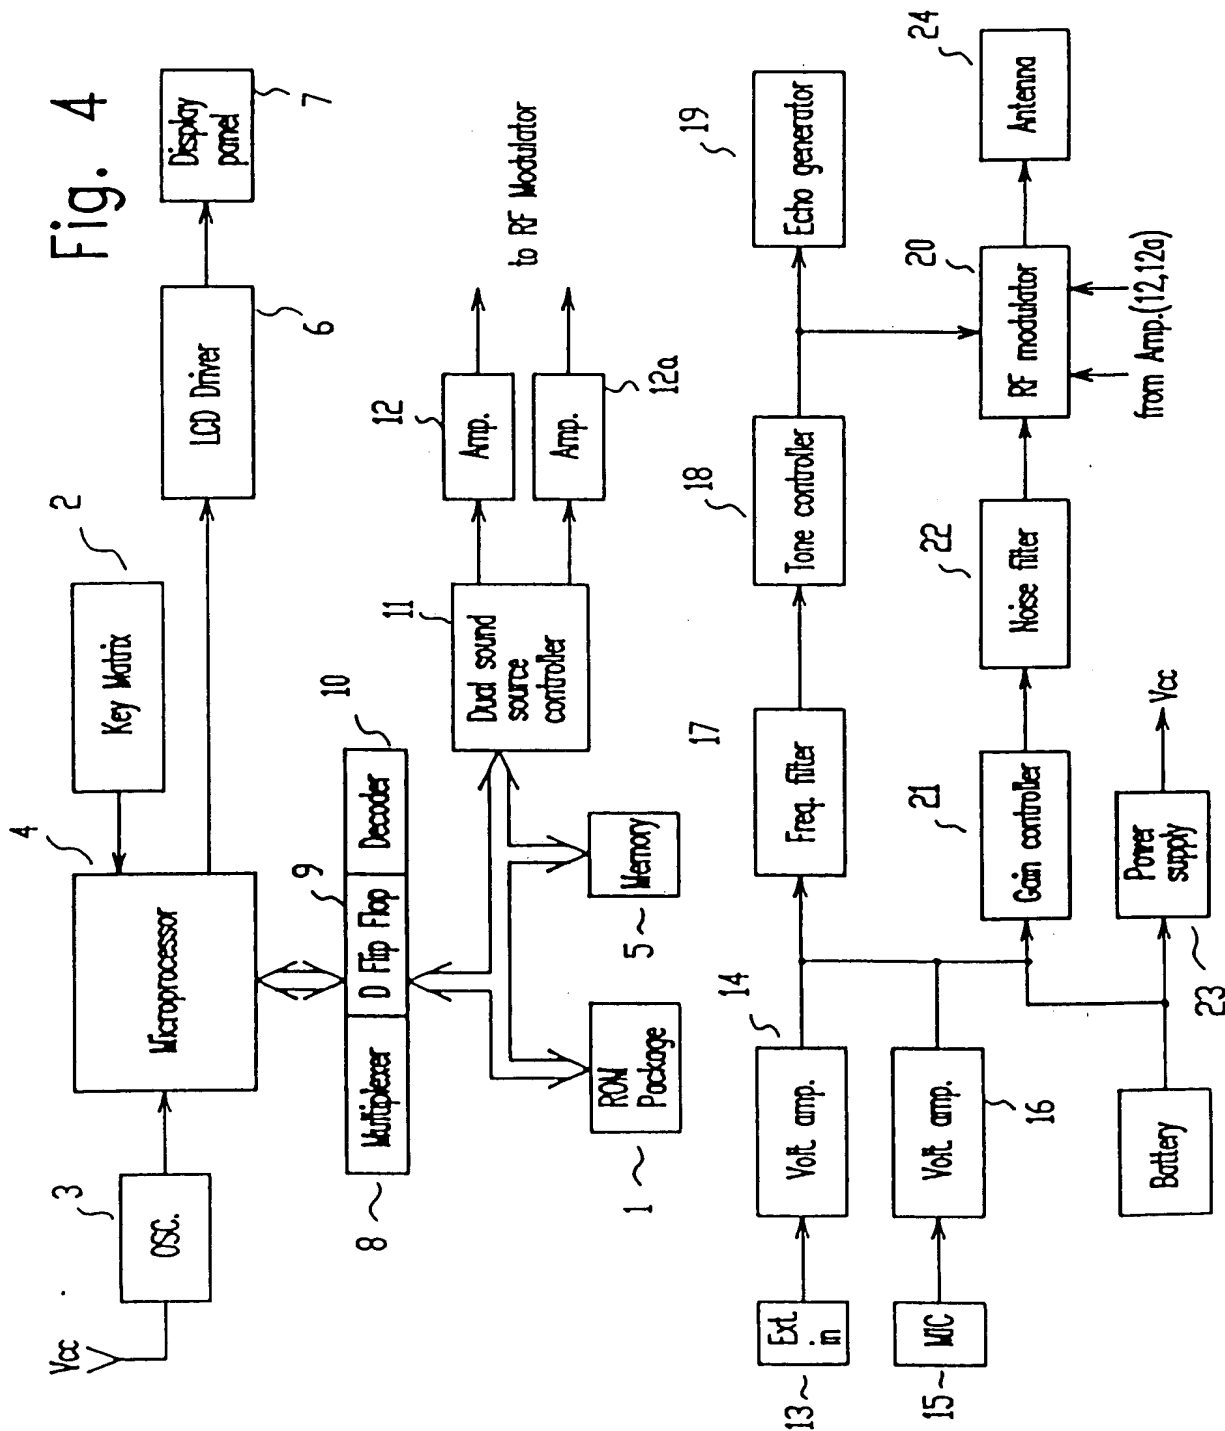 Fig. 4
Vcc
3
OSC.
4
Microprocessor
2
Key Matrix
LCD Driver
6
Display
panel
7
8
Multiplexer
9
D Flip Flop
Decoder
10
1
ROM
Package
5
Memory
11
Dual sound
source
controller
12
Amp.
Amp.
12a
to RF Modulator
13
Ext.
in
14
Volt. amp.
17
Freq. filter
18
Tone controller
19
Echo generator
15
MIC
Volt. amp.
16
21
Gain controller
22
Noise filter
20
RF modulator
24
Antenna
from Amp.(12,12a)
Battery
Power
supply
23
Vcc